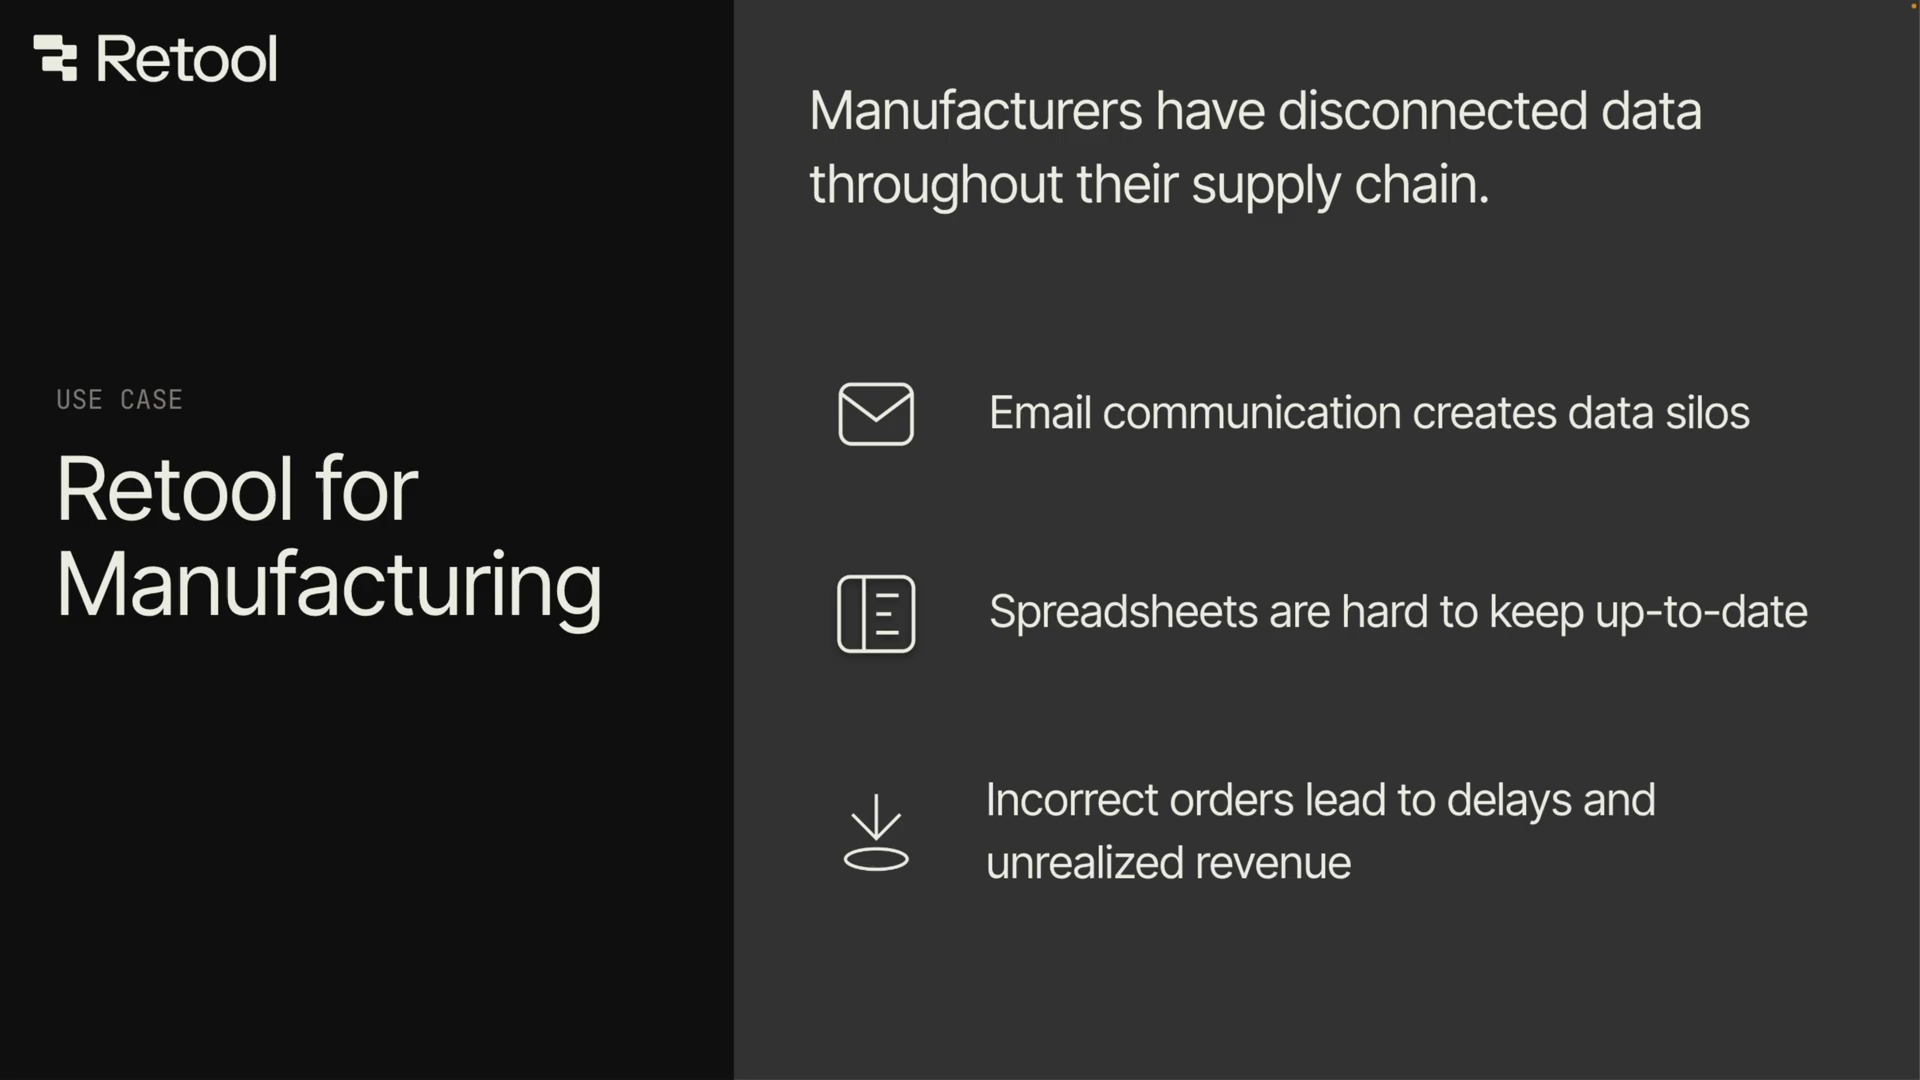 Retool
USE CASE
Retool for
Manufacturing
Manufacturers have disconnected data
throughout their supply chain.
Email communication creates data silos
Spreadsheets are hard to keep up-to-date
Incorrect orders lead to delays and
unrealized revenue